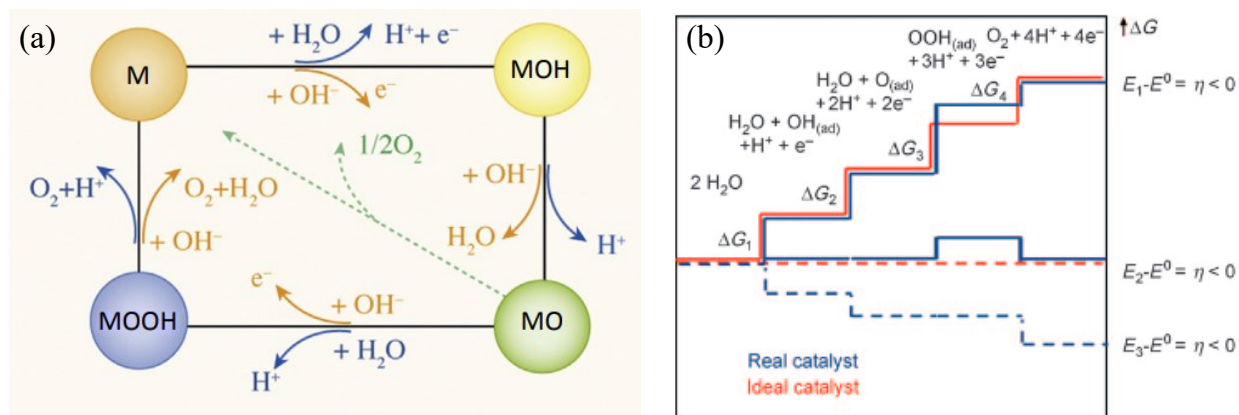 (a)
+ H₂O
H⁺+ e⁻
M
MOH
+ OH⁻
e⁻
1/2O₂
+ OH⁻
O₂+H⁺
O₂+H₂O
+ OH⁻
H₂O
H⁺
e⁻
+ OH⁻
MOOH
MO
+ H₂O
H⁺
(b)
OOH(ad)
+ 3H⁺ + 3e⁻
O₂ + 4H⁺ + 4e⁻
ΔG
H₂O + O(ad)
+2H⁺ + 2e⁻
ΔG₄
E₁-E⁰ = η < 0
H₂O + OH(ad)
+H⁺ + e⁻
ΔG₃
2 H₂O
ΔG₂
ΔG₁
E₂-E⁰ = η < 0
E₃-E⁰ = η < 0
Real catalyst
Ideal catalyst